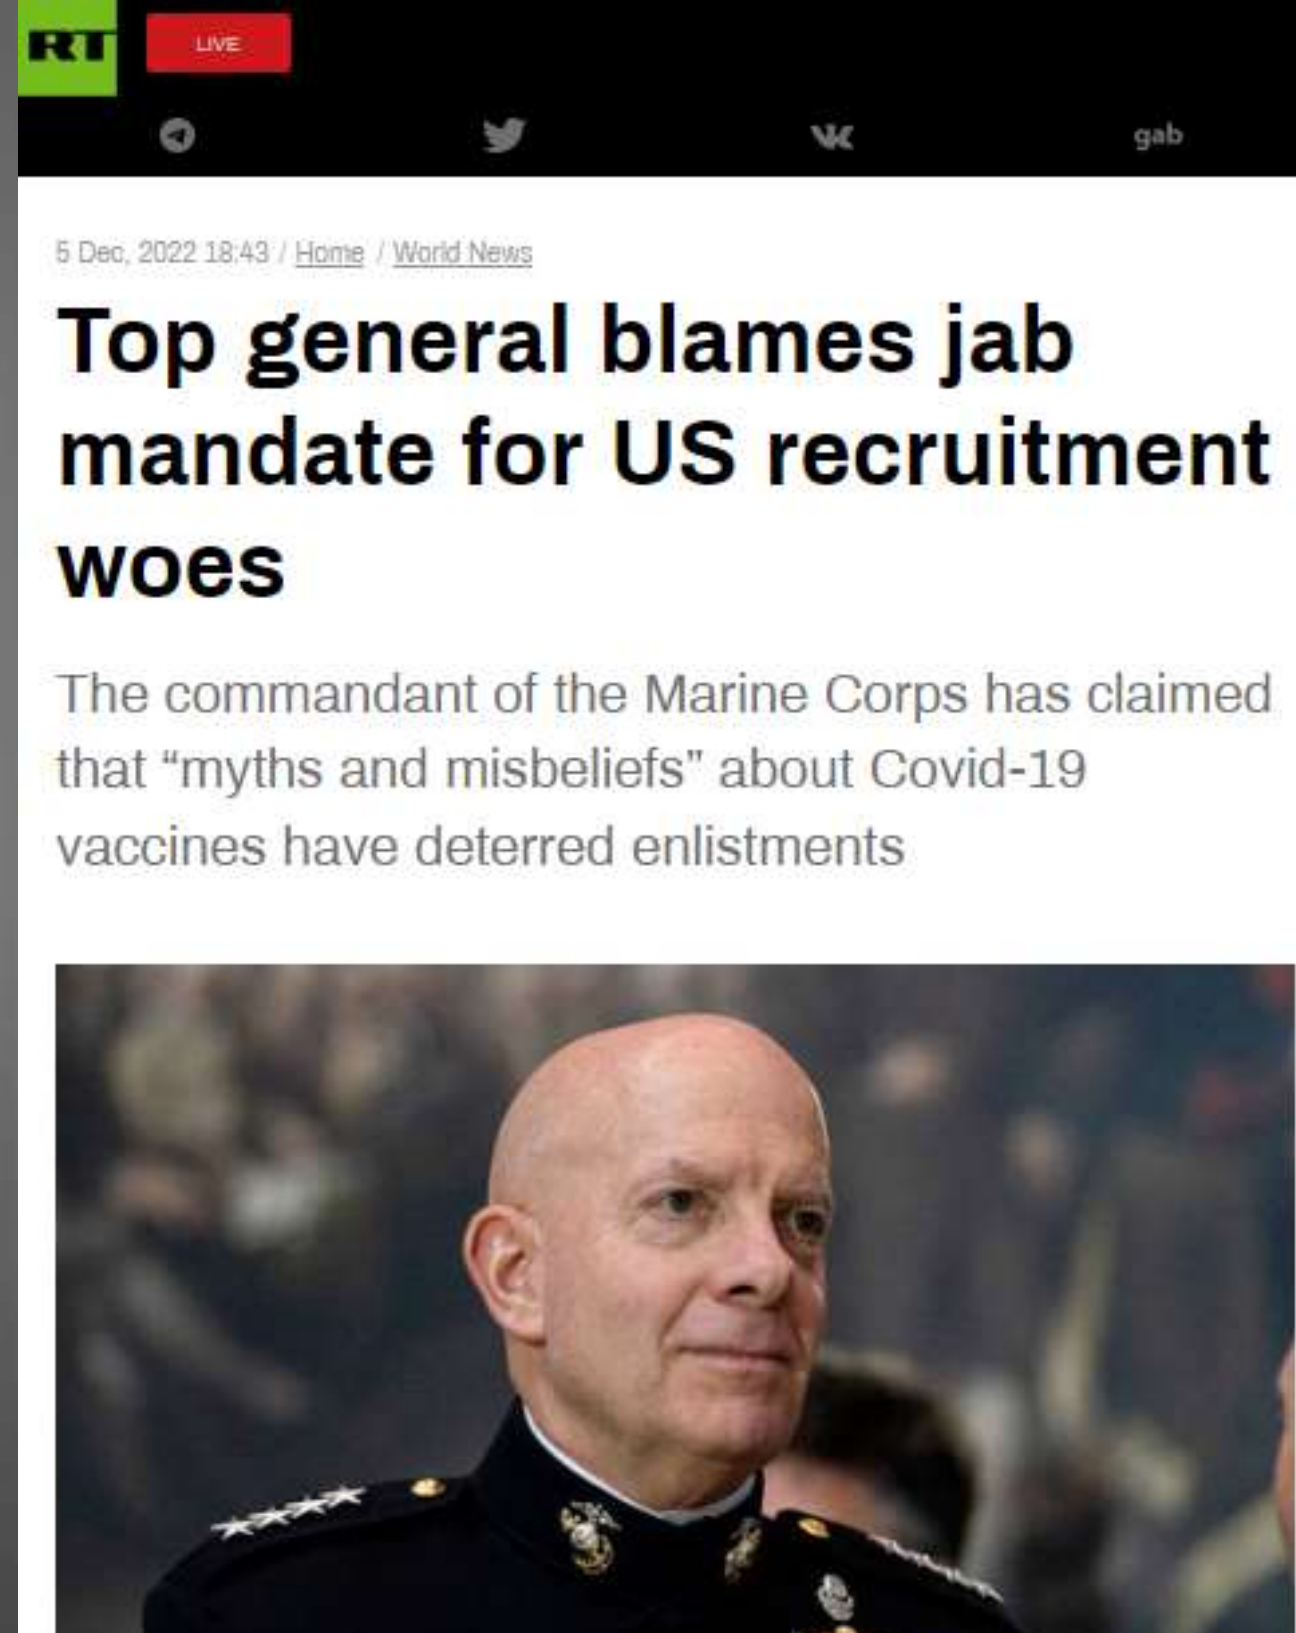 RT
LIVE
gab
5 Dec, 2022 18:43 / Home / World News
Top general blames jab
mandate for US recruitment
woes
The commandant of the Marine Corps has claimed
that “myths and misbeliefs” about Covid-19
vaccines have deterred enlistments